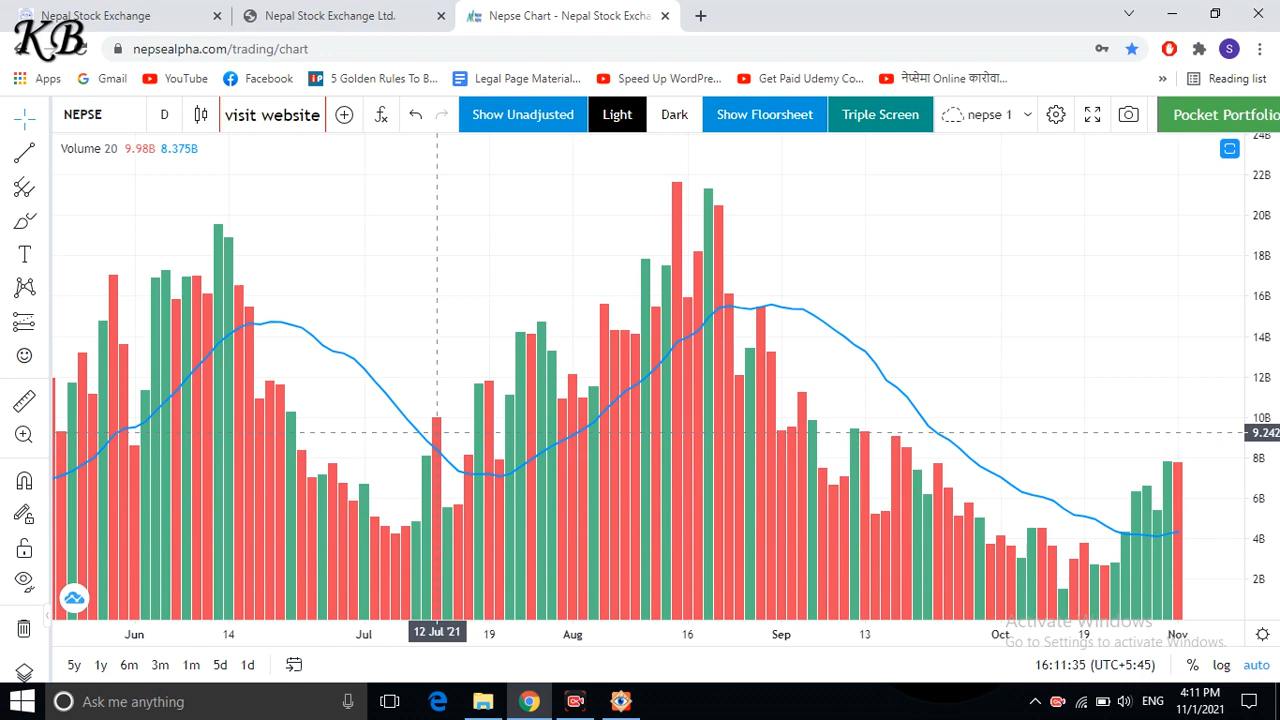 Nepal Stock Exchange
Nepal Stock Exchange Ltd.
Nepse Chart - Nepal Stock Excha
KB
nepsealpha.com/trading/chart
S
Apps
Gmail
YouTube
Facebook
5 Golden Rules To B...
Legal Page Material...
Speed Up WordPre...
Get Paid Udemy Co...
नेप्सेमा Online कारोवा...
»
Reading list
NEPSE
D
visit website
Show Unadjusted
Light
Dark
Show Floorsheet
Triple Screen
nepse 1
Pocket Portfolio
Volume 20 9.98B 8.375B
24B
22B
20B
18B
16B
14B
12B
10B
9.242
8B
6B
4B
2B
Jun
14
Jul
12 Jul '21
19
Aug
16
Sep
13
Oct
19
Nov
Activate Windows
Go to Settings to activate Windows.
5y
1y
6m
3m
1m
5d
1d
16:11:35 (UTC+5:45)
%
log
auto
Ask me anything
ENG
4:11 PM
11/1/2021